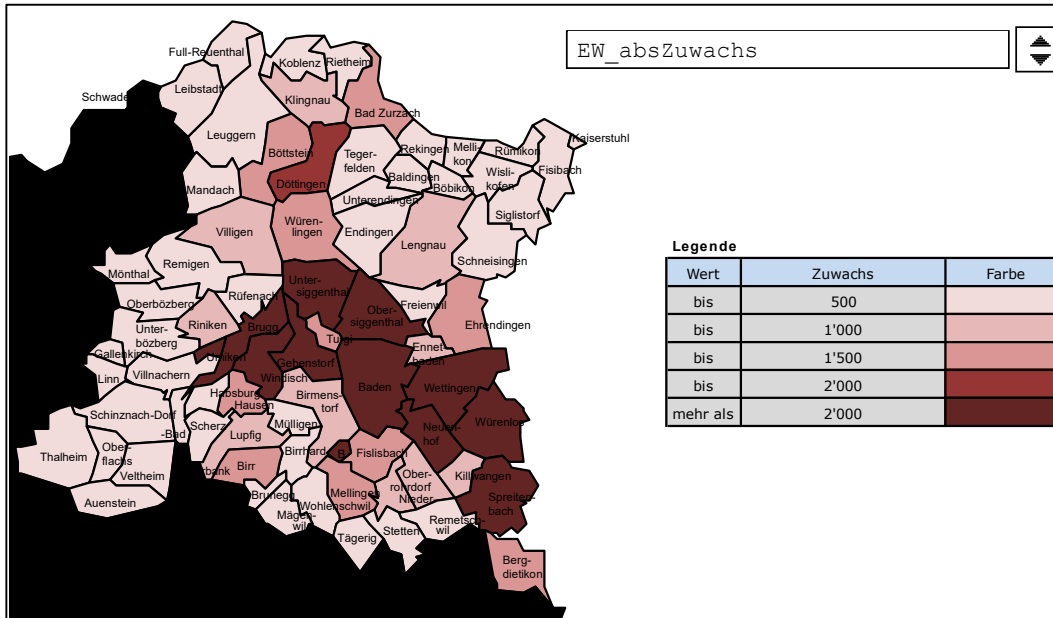 EW_absZuwachs
Full-Reuenthal
Koblenz
Rietheim
Leibstadt
Klingnau
Bad Zurzach
Leuggern
Kaiserstuhl
Böttstein
Teger-
felden
Rekingen
Melli-
kon
Rümikon
Fisibach
Wisli-
kofen
Baldingen
Böbikon
Mandach
Döttingen
Unterendingen
Siglistorf
Villigen
Würen-
lingen
Endingen
Lengnau
Schneisingen
Remigen
Mönthal
Unter-
siggenthal
Rüfenach
Oberbözberg
Freienwil
Ober-
siggenthal
Ehrendingen
Riniken
Brugg
Unter-
bözberg
Turgi
Ennet-
baden
Gallenkirch
Umiken
Gebenstorf
Linn
Villnachern
Windisch
Baden
Wettingen
Habsburg
Hausen
Birmens-
torf
Schinznach-Dorf
-Bad
Scherz
Mülligen
Neuen-
hof
Würenlos
Lupfig
Thalheim
Ober-
flachs
Birrhard
B.
Fislisbach
Birr
Ober-
rohrdorf
Nieder
Killwangen
Veltheim
Brunegg
Mellingen
Wohlenschwil
Spreiten-
bach
Auenstein
Mägen-
wil
Remetsch-
wil
Stetten
Tägerig
Berg-
dietikon
Legende
Wert Zuwachs Farbe
bis 500
bis 1'000
bis 1'500
bis 2'000
mehr als 2'000